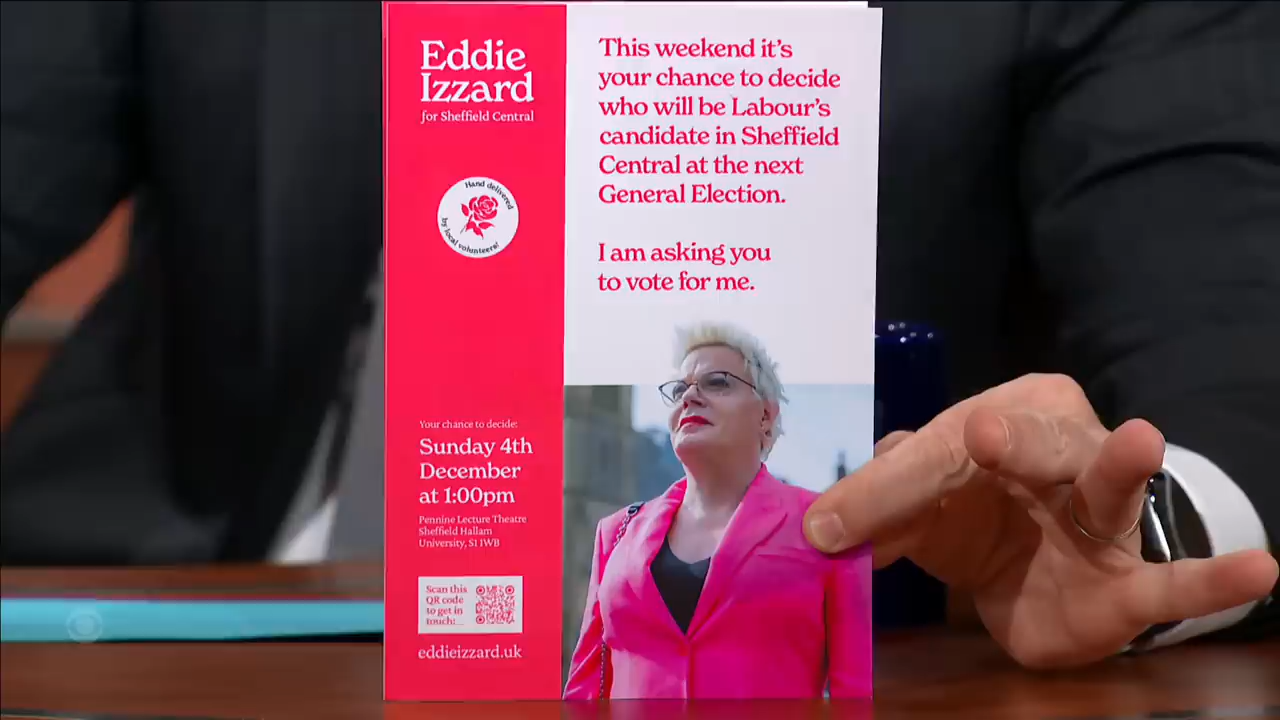 Eddie
Izzard
for Sheffield Central
Hand delivered
by local volunteers!
Your chance to decide:
Sunday 4th
December
at 1:00pm
Pennine Lecture Theatre
Sheffield Hallam
University, S1 1WB
Scan this
QR code
to get in
touch:...
eddieizzard.uk
This weekend it's
your chance to decide
who will be Labour's
candidate in Sheffield
Central at the next
General Election.
I am asking you
to vote for me.